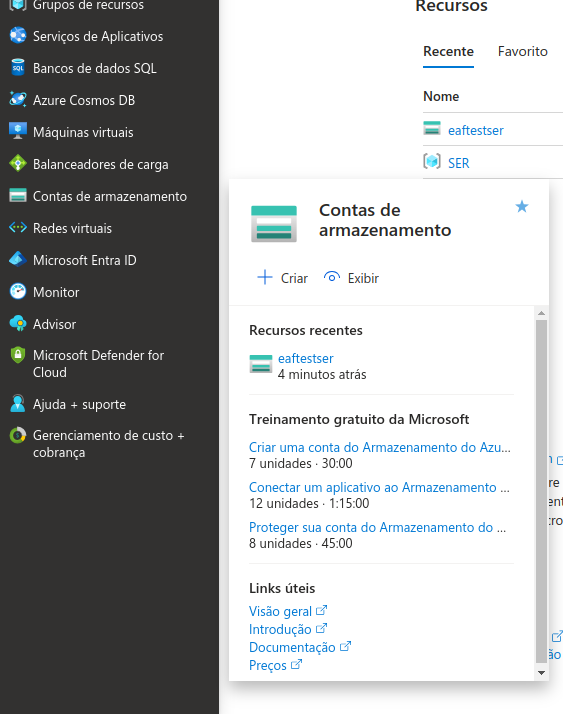 Grupos de recursos
Serviços de Aplicativos
Bancos de dados SQL
SQL
Azure Cosmos DB
Máquinas virtuais
Balanceadores de carga
Contas de armazenamento
Redes virtuais
Microsoft Entra ID
Monitor
Advisor
Microsoft Defender for
Cloud
Ajuda + suporte
Gerenciamento de custo +
cobrança
Recursos
Recente
Favorito
Nome
eaftestser
SER
Contas de
armazenamento
Criar
Exibir
Recursos recentes
eaftestser
4 minutos atrás
Treinamento gratuito da Microsoft
Criar uma conta do Armazenamento do Azu...
7 unidades · 30:00
Conectar um aplicativo ao Armazenamento ...
12 unidades · 1:15:00
Proteger sua conta do Armazenamento do ...
8 unidades · 45:00
Links úteis
Visão geral
Introdução
Documentação
Preços